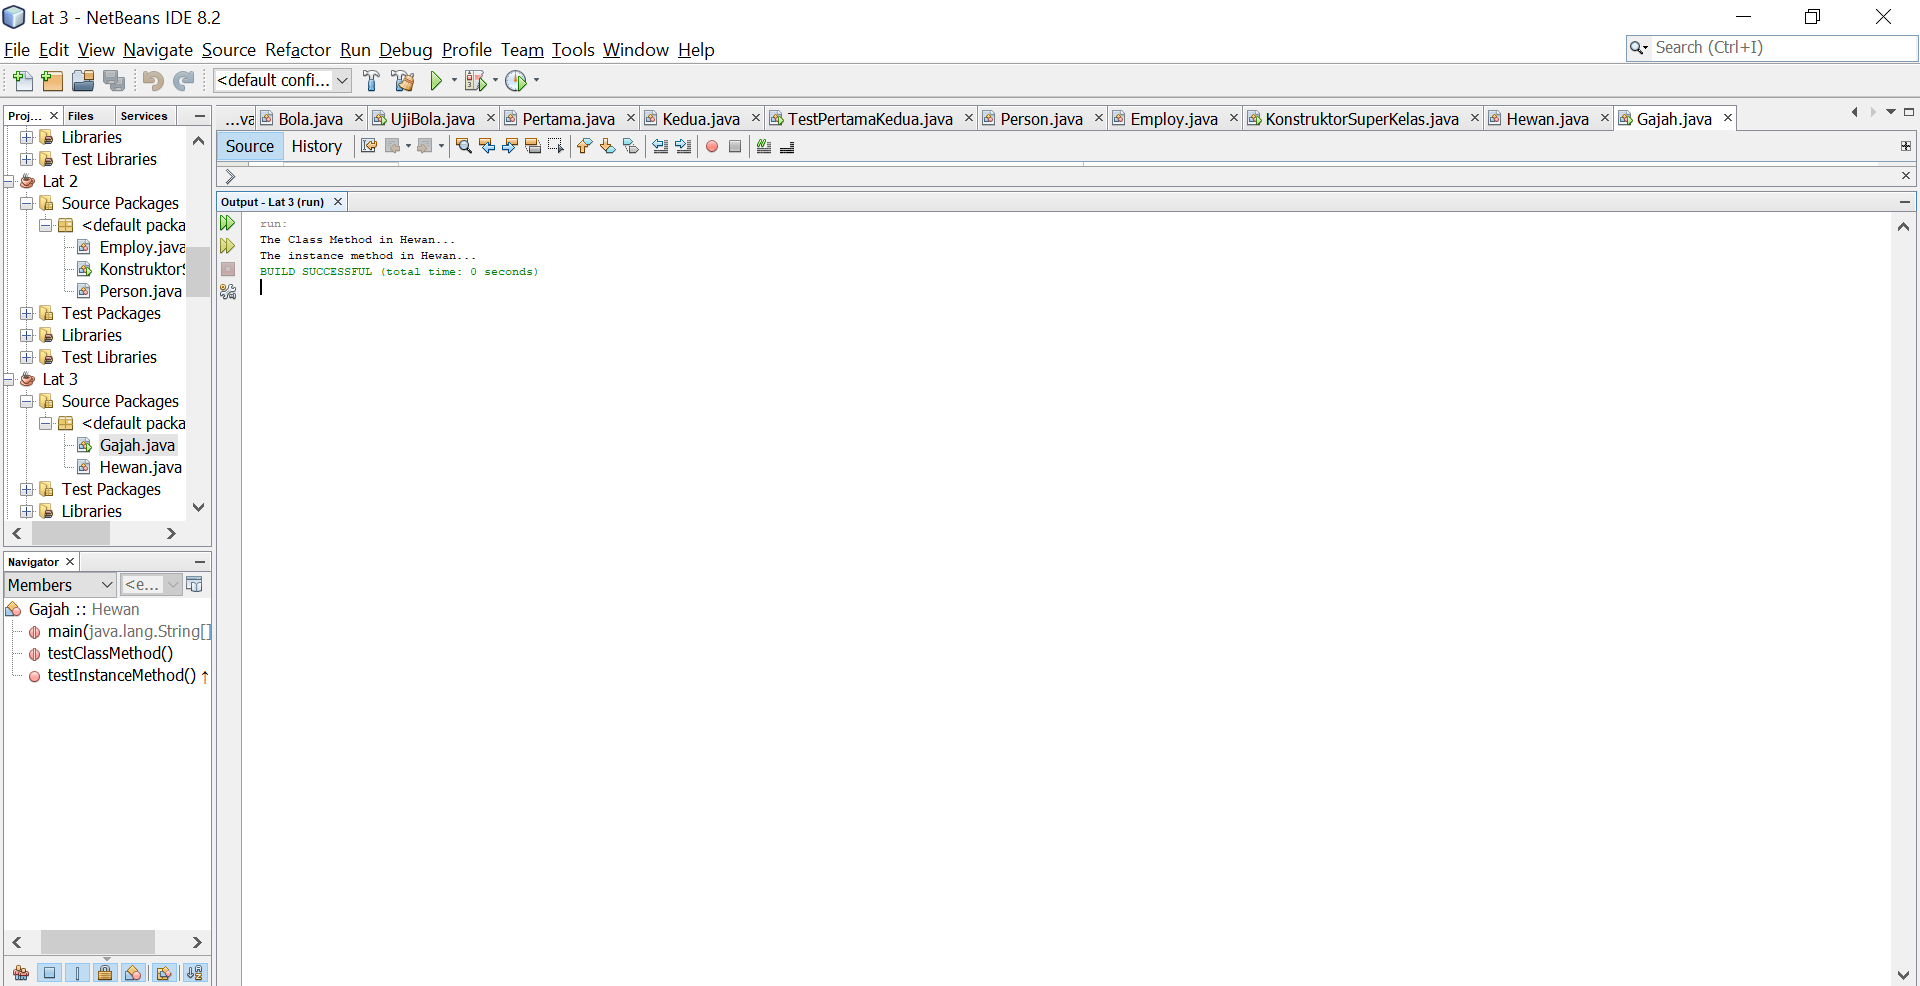 Lat 3 - NetBeans IDE 8.2
File Edit View Navigate Source Refactor Run Debug Profile Team Tools Window Help
Search (Ctrl+I)
<default confi...
Proj... Files Services
...va Bola.java UjiBola.java Pertama.java Kedua.java TestPertamaKedua.java Person.java Employ.java KonstruktorSuperKelas.java Hewan.java Gajah.java
Source History
Libraries
Test Libraries
Lat 2
Source Packages
<default packa
Employ.java
KonstruktorS
Person.java
Test Packages
Libraries
Test Libraries
Lat 3
Source Packages
<default packa
Gajah.java
Hewan.java
Test Packages
Libraries
Output - Lat 3 (run)
run:
The Class Method in Hewan...
The instance method in Hewan...
BUILD SUCCESSFUL (total time: 0 seconds)
Navigator
Members <e...
Gajah :: Hewan
main(java.lang.String[]
testClassMethod()
testInstanceMethod()